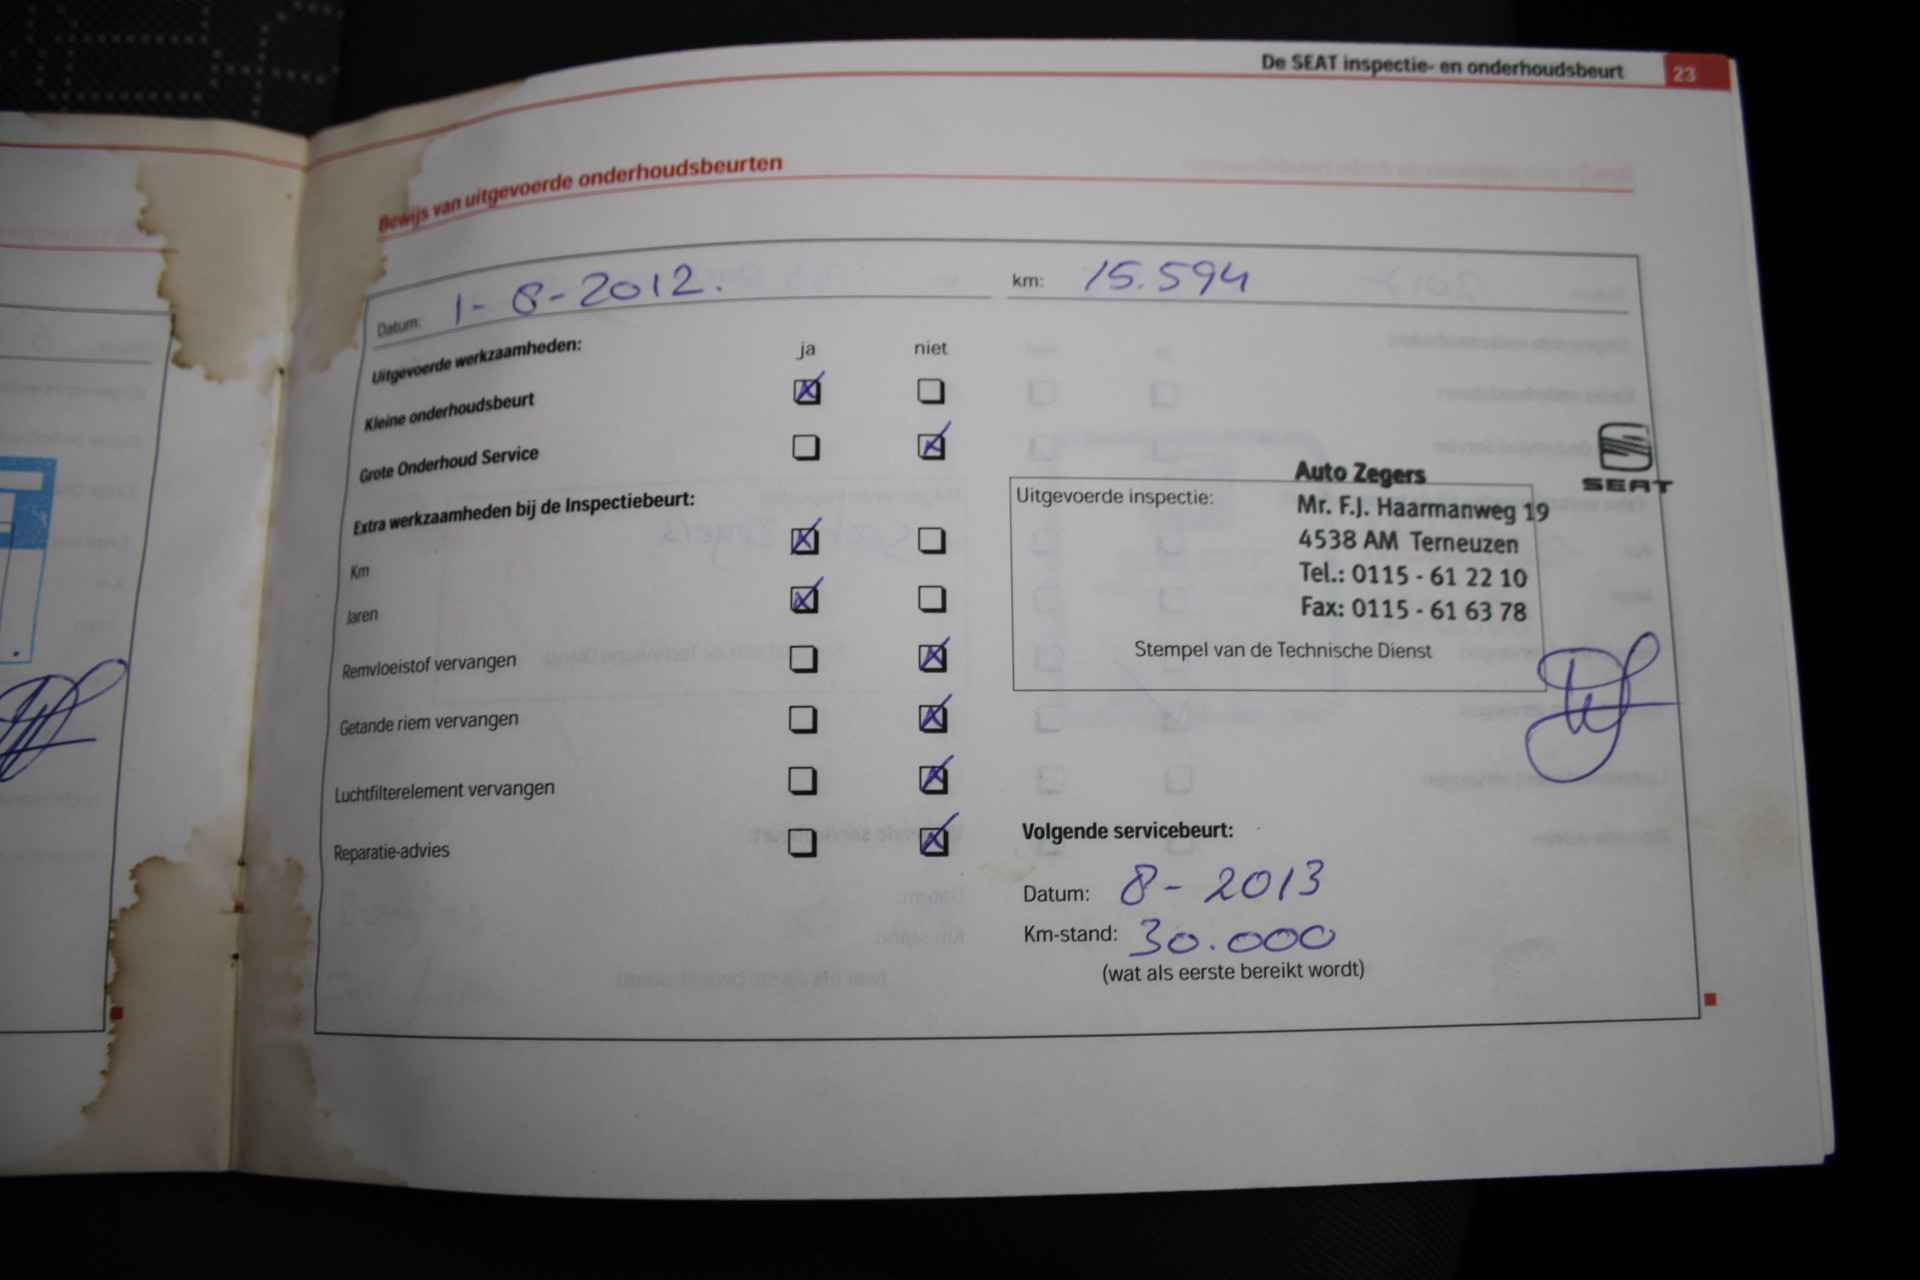 De SEAT inspectie- en onderhoudsbeurt 23
Bewijs van uitgevoerde onderhoudsbeurten
Datum: 1-8-2012. km: 15.594
Uitgevoerde werkzaamheden: ja niet
Kleine onderhoudsbeurt
Grote Onderhoud Service
Extra werkzaamheden bij de Inspectiebeurt:
Km
Jaren
Remvloeistof vervangen
Getande riem vervangen
Luchtfilterelement vervangen
Reparatie-advies
SEAT
Uitgevoerde inspectie:
Auto Zegers
Mr. F.J. Haarmanweg 19
4538 AM Terneuzen
Tel.: 0115 - 61 22 10
Fax: 0115 - 61 63 78
Stempel van de Technische Dienst
Volgende servicebeurt:
Datum: 8-2013
Km-stand: 30.000
(wat als eerste bereikt wordt)